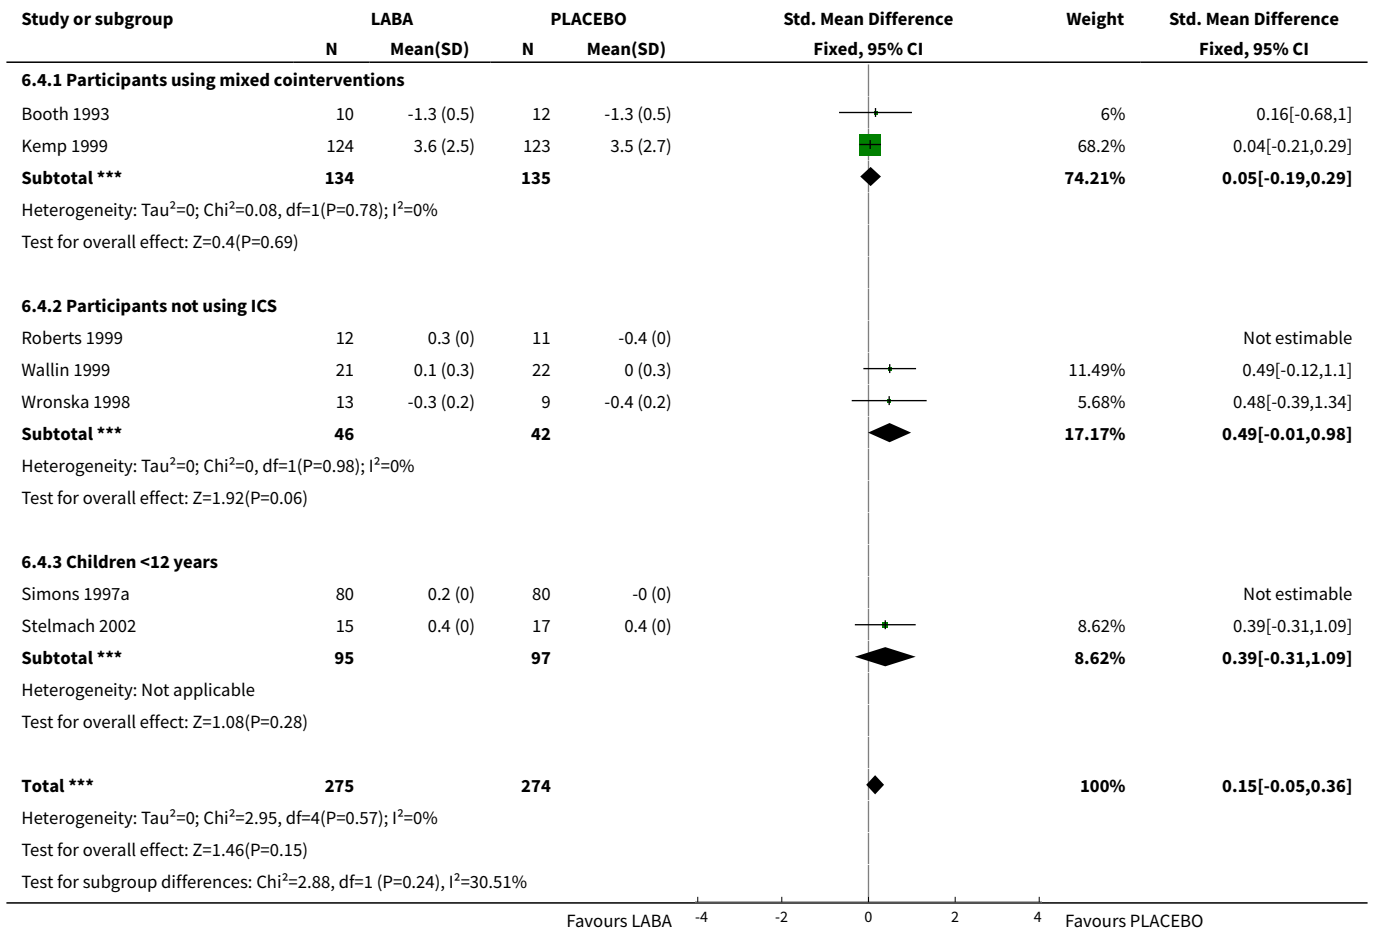 Study or subgroup LABA PLACEBO Std. Mean Difference Weight Std. Mean Difference
N Mean(SD) N Mean(SD) Fixed, 95% CI Fixed, 95% CI
6.4.1 Participants using mixed cointerventions
Booth 1993 10 -1.3 (0.5) 12 -1.3 (0.5) 6% 0.16[-0.68,1]
Kemp 1999 124 3.6 (2.5) 123 3.5 (2.7) 68.2% 0.04[-0.21,0.29]
Subtotal *** 134 135 74.21% 0.05[-0.19,0.29]
Heterogeneity: Tau²=0; Chi²=0.08, df=1(P=0.78); I²=0%
Test for overall effect: Z=0.4(P=0.69)
6.4.2 Participants not using ICS
Roberts 1999 12 0.3 (0) 11 -0.4 (0) Not estimable
Wallin 1999 21 0.1 (0.3) 22 0 (0.3) 11.49% 0.49[-0.12,1.1]
Wronska 1998 13 -0.3 (0.2) 9 -0.4 (0.2) 5.68% 0.48[-0.39,1.34]
Subtotal *** 46 42 17.17% 0.49[-0.01,0.98]
Heterogeneity: Tau²=0; Chi²=0, df=1(P=0.98); I²=0%
Test for overall effect: Z=1.92(P=0.06)
6.4.3 Children <12 years
Simons 1997a 80 0.2 (0) 80 -0 (0) Not estimable
Stelmach 2002 15 0.4 (0) 17 0.4 (0) 8.62% 0.39[-0.31,1.09]
Subtotal *** 95 97 8.62% 0.39[-0.31,1.09]
Heterogeneity: Not applicable
Test for overall effect: Z=1.08(P=0.28)
Total *** 275 274 100% 0.15[-0.05,0.36]
Heterogeneity: Tau²=0; Chi²=2.95, df=4(P=0.57); I²=0%
Test for overall effect: Z=1.46(P=0.15)
Test for subgroup differences: Chi²=2.88, df=1 (P=0.24), I²=30.51%
Favours LABA -4 -2 0 2 4 Favours PLACEBO